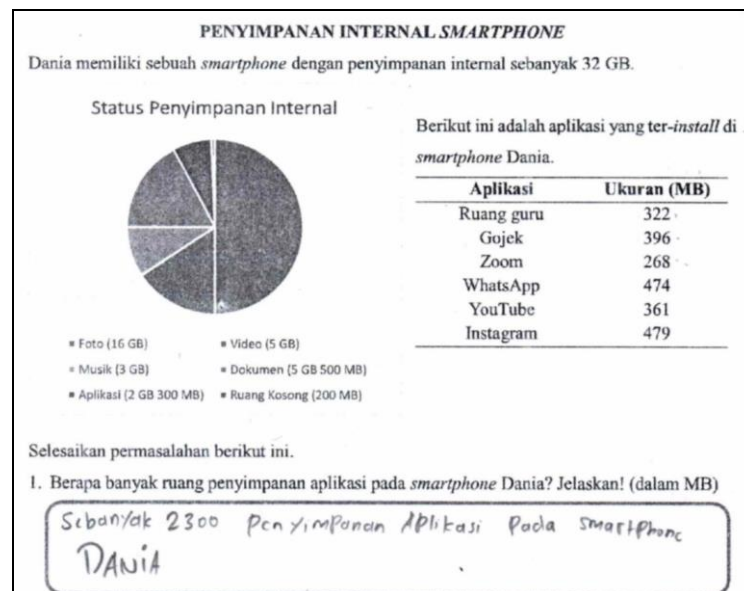 PENYIMPANAN INTERNAL SMARTPHONE
Dania memiliki sebuah smartphone dengan penyimpanan internal sebanyak 32 GB.
Status Penyimpanan Internal
Foto (16 GB)
Video (5 GB)
Musik (3 GB)
Dokumen (5 GB 500 MB)
Aplikasi (2 GB 300 MB)
Ruang Kosong (200 MB)
Berikut ini adalah aplikasi yang ter-install di
smartphone Dania.
Aplikasi Ukuran (MB)
Ruang guru 322
Gojek 396
Zoom 268
WhatsApp 474
YouTube 361
Instagram 479
Selesaikan permasalahan berikut ini.
1. Berapa banyak ruang penyimpanan aplikasi pada smartphone Dania? Jelaskan! (dalam MB)
Sebanyak 2300 Penyimpanan Aplikasi Pada smartphone
DANiA